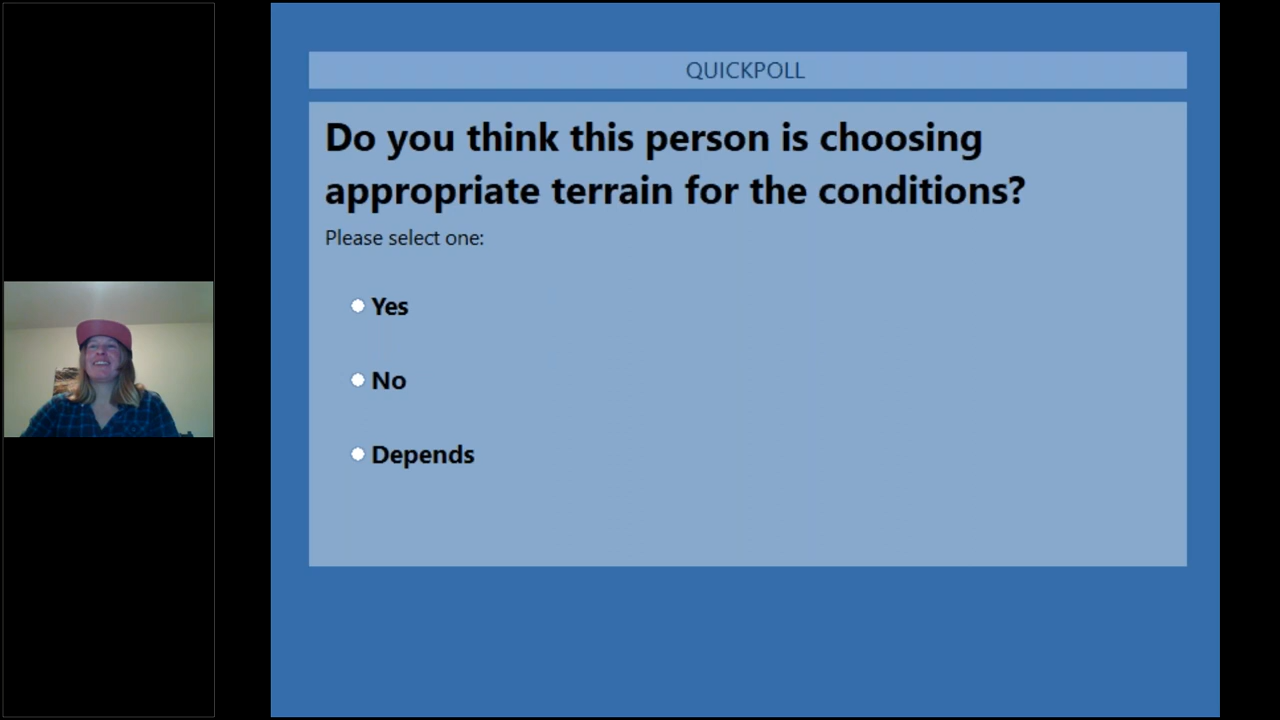 QUICKPOLL
Do you think this person is choosing
appropriate terrain for the conditions?
Please select one:
Yes
No
Depends